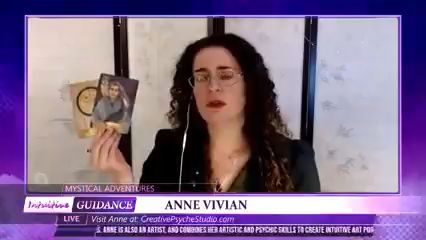 MYSTICAL ADVENTURES
Intuitive GUIDANCE ANNE VIVIAN
LIVE Visit Anne at: CreativePsycheStudio.com
S. ANNE IS ALSO AN ARTIST, AND COMBINES HER ARTISTIC AND PSYCHIC SKILLS TO CREATE INTUITIVE ART POR